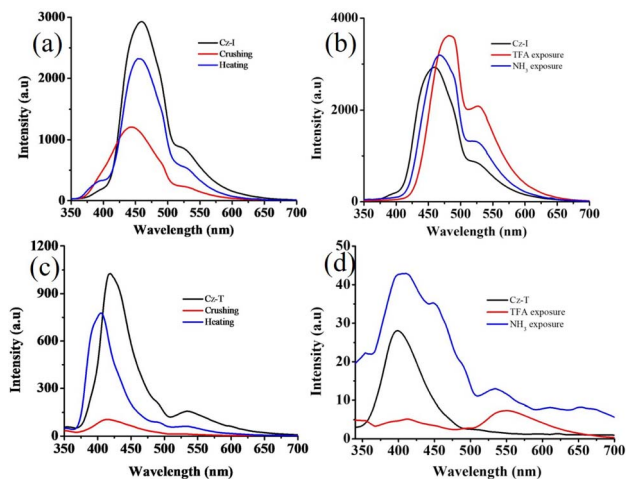 (a)
Intensity (a.u)
3000
2000
1000
0
Cz-I
Crushing
Heating
350 400 450 500 550 600 650 700
Wavelength (nm)
(b)
Intensity (a.u)
4000
2000
0
Cz-I
TFA exposure
NH3 exposure
350 400 450 500 550 600 650 700
Wavelength (nm)
(c)
Intensity (a.u)
1200
900
600
300
0
Cz-T
Crushing
Heating
350 400 450 500 550 600 650 700
Wavelength (nm)
(d)
Intensity (a.u)
50
40
30
20
10
0
Cz-T
TFA exposure
NH3 exposure
350 400 450 500 550 600 650 700
Wavelength (nm)